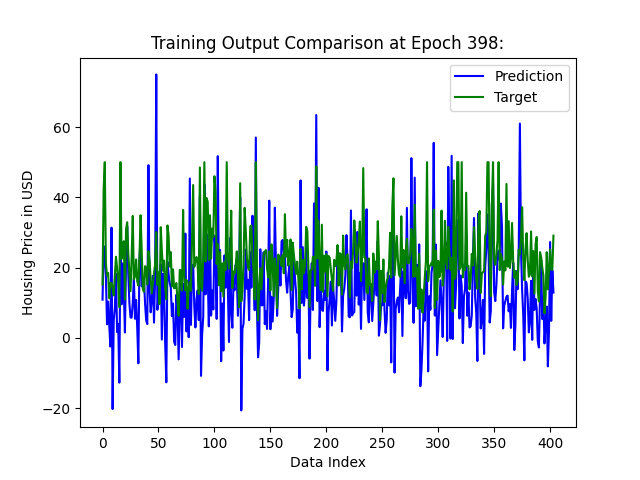 Training Output Comparison at Epoch 398:
Prediction
Target
Housing Price in USD
60
40
20
0
−20
0 50 100 150 200 250 300 350 400
Data Index